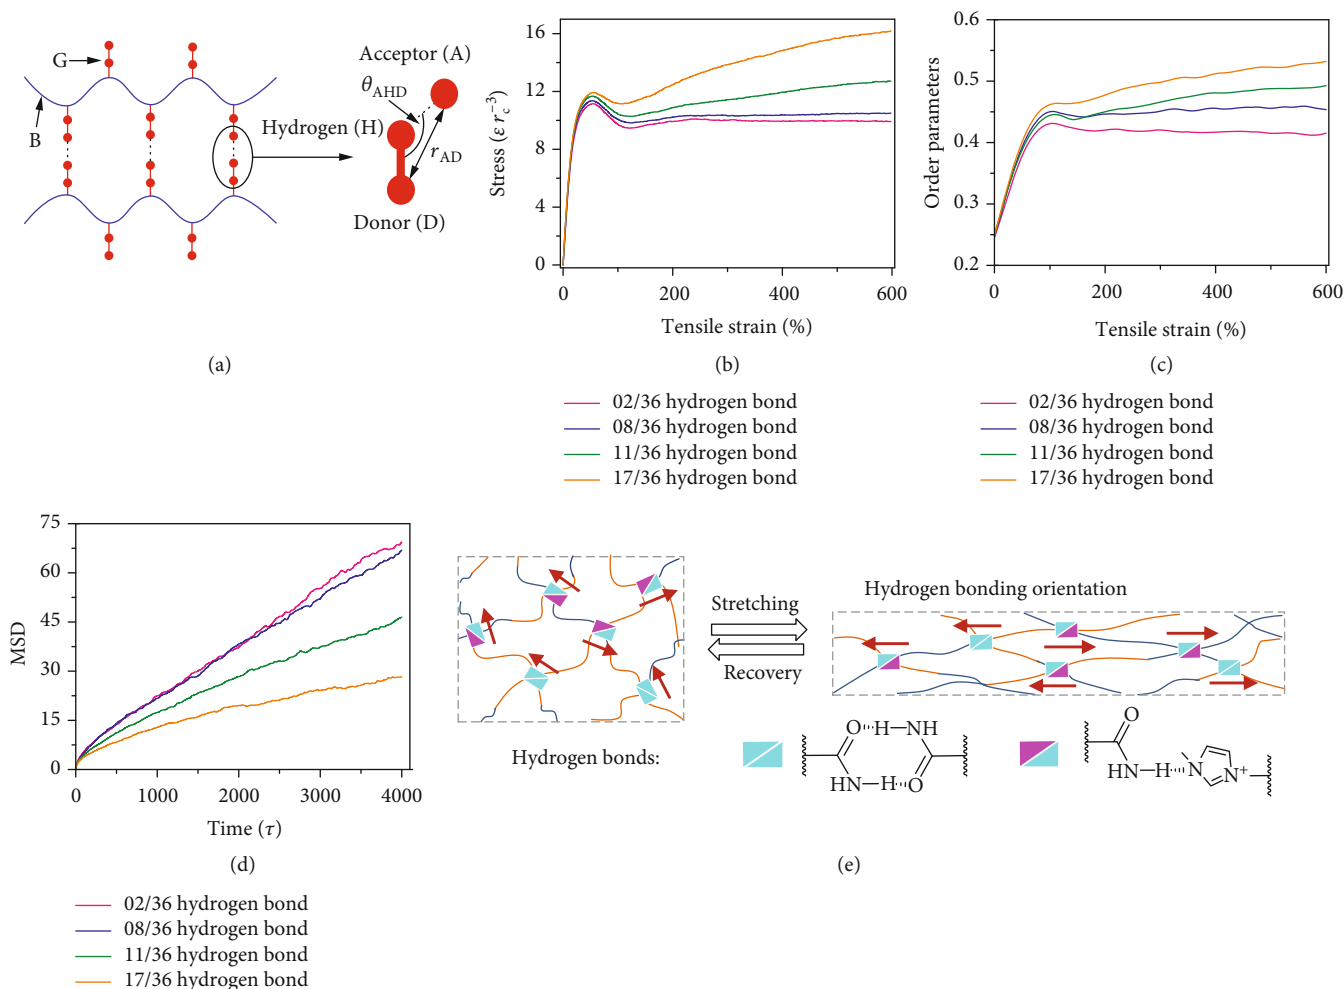 G
B
Acceptor (A)
θAHD
Hydrogen (H)
rAD
Donor (D)
(a)
Stress (ε rc⁻³)
16
12
8
4
0
0
200
400
600
Tensile strain (%)
(b)
02/36 hydrogen bond
08/36 hydrogen bond
11/36 hydrogen bond
17/36 hydrogen bond
Order parameters
0.6
0.5
0.4
0.3
0.2
0
200
400
600
Tensile strain (%)
(c)
02/36 hydrogen bond
08/36 hydrogen bond
11/36 hydrogen bond
17/36 hydrogen bond
MSD
75
60
45
30
15
0
0
1000
2000
3000
4000
Time (τ)
(d)
02/36 hydrogen bond
08/36 hydrogen bond
11/36 hydrogen bond
17/36 hydrogen bond
Stretching
Recovery
Hydrogen bonding orientation
Hydrogen bonds:
O H NH
HN H O
O
HN H N N+
(e)